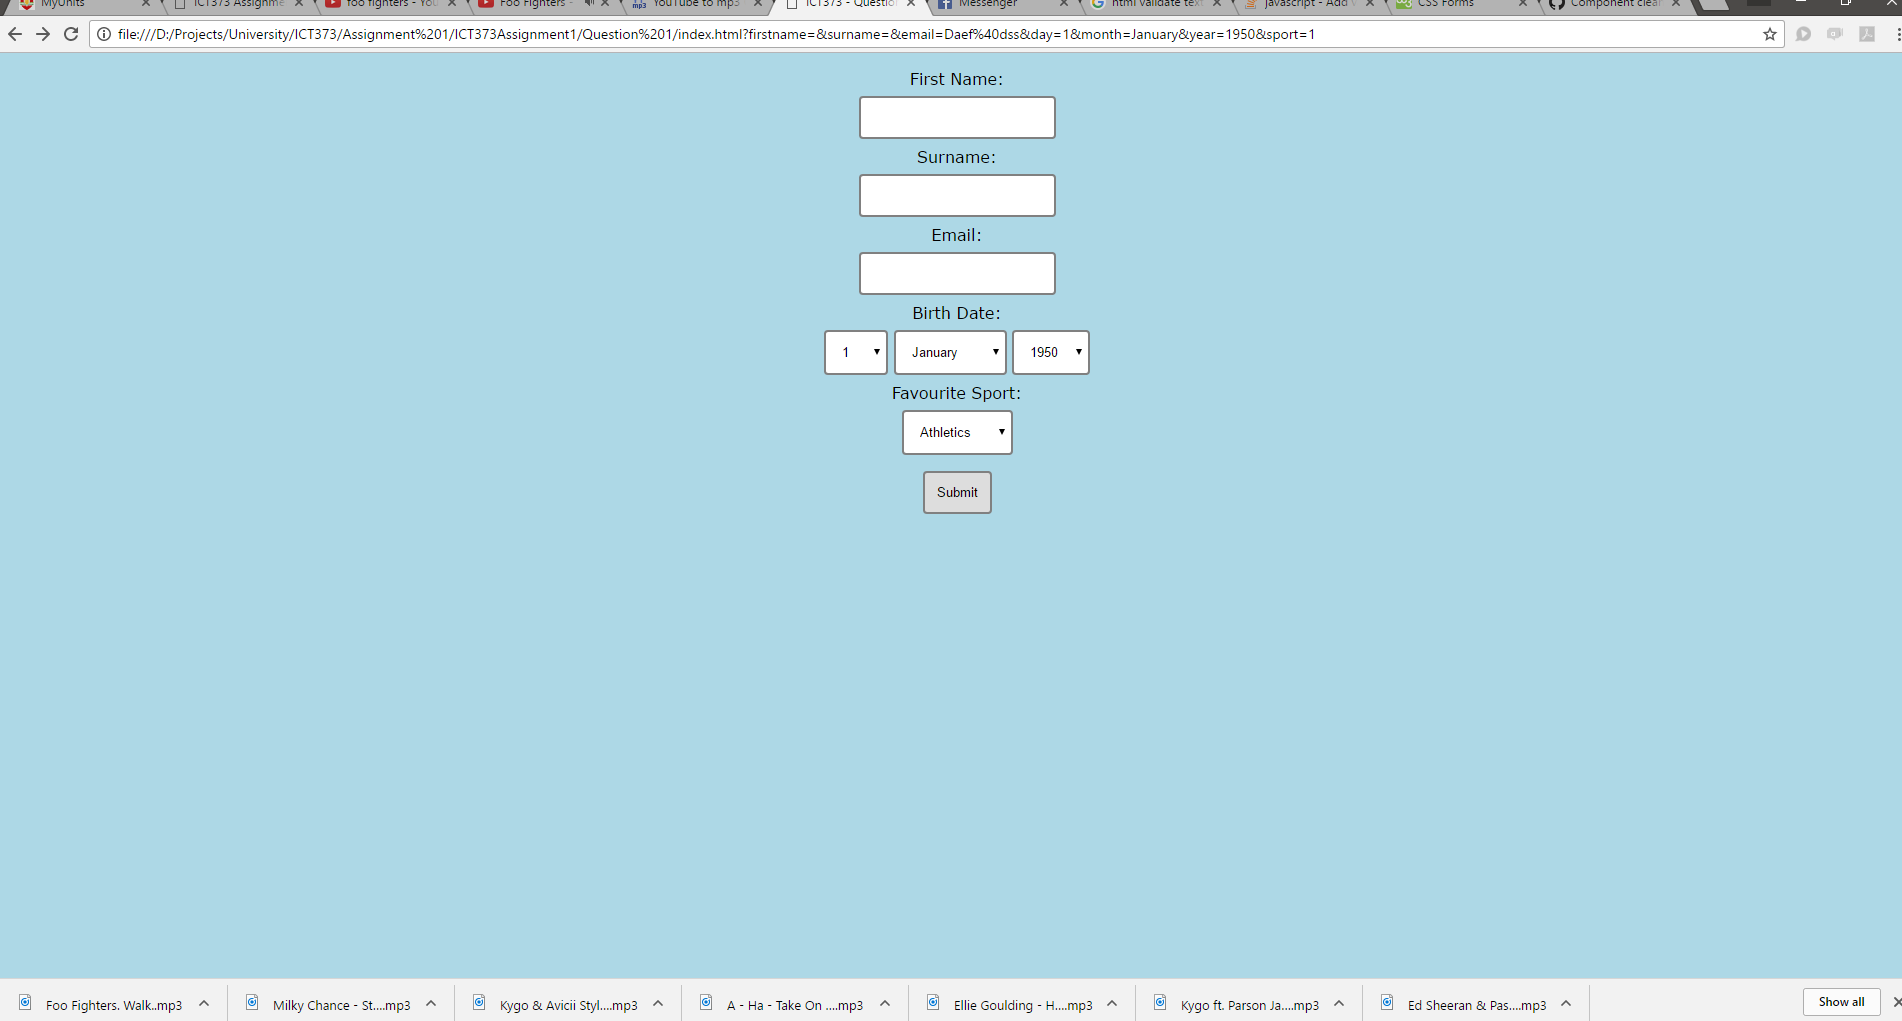 MyUnits
ICT373 Assignme
foo fighters - You
Foo Fighters -
YouTube to mp3
ICT373 - Question
Messenger
html validate text
javascript - Add
CSS Forms
Component clear
file:///D:/Projects/University/ICT373/Assignment%201/ICT373Assignment1/Question%201/index.html?firstname=&surname=&email=Daef%40dss&day=1&month=January&year=1950&sport=1
First Name:
Surname:
Email:
Birth Date:
1 January 1950
Favourite Sport:
Athletics
Submit
Foo Fighters. Walk..mp3
Milky Chance - St....mp3
Kygo & Avicii Styl....mp3
A - Ha - Take On ....mp3
Ellie Goulding - H....mp3
Kygo ft. Parson Ja....mp3
Ed Sheeran & Pas....mp3
Show all